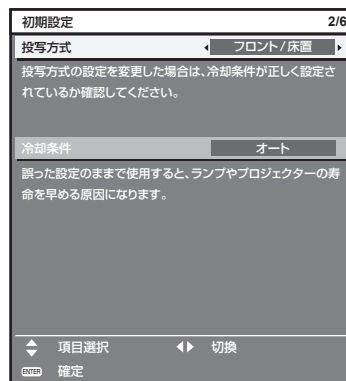 初期設定 2/6
投写方式 フロント/床置
投写方式の設定を変更した場合は、冷却条件が正しく設定さ
れているか確認してください。
冷却条件 オート
誤った設定のままで使用すると、ランプやプロジェクターの寿
命を早める原因になります。
項目選択 切換
ENTER 確定